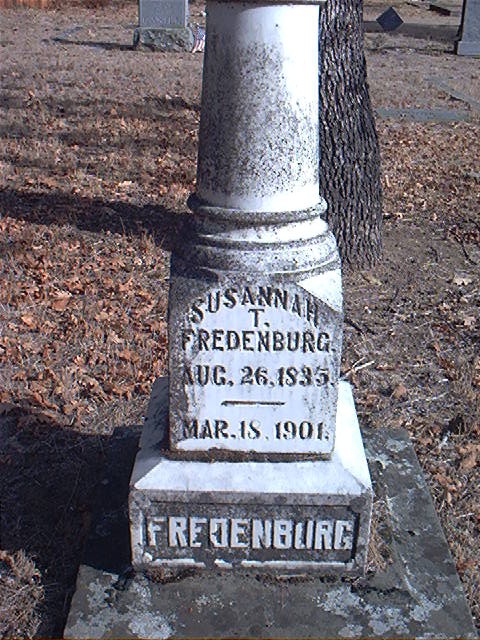 SUSANNAH
T.
FREDENBURG.
AUG. 26. 1835.
MAR. 18. 1901.
FREDENBURG